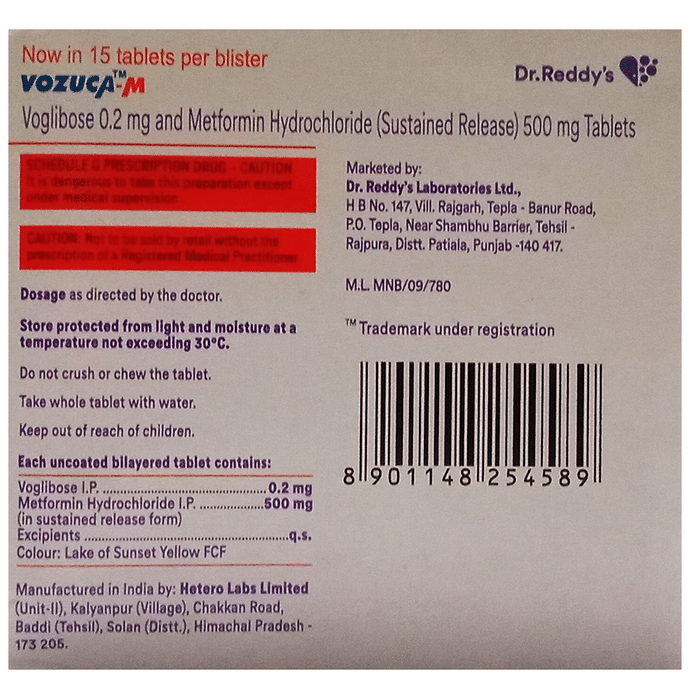 Now in 15 tablets per blister
VOZUCA™-M
Dr.Reddy's
Voglibose 0.2 mg and Metformin Hydrochloride (Sustained Release) 500 mg Tablets
SCHEDULE G PRESCRIPTION DRUG - CAUTION
It is dangerous to take this preparation except
under medical supervision
CAUTION: Not to be sold by retail without the
prescription of a Registered Medical Practitioner
Dosage as directed by the doctor.
Store protected from light and moisture at a
temperature not exceeding 30°C.
Do not crush or chew the tablet.
Take whole tablet with water.
Keep out of reach of children.
Each uncoated bilayered tablet contains:
Voglibose I.P. ....................................0.2 mg
Metformin Hydrochloride I.P. ..............500 mg
(in sustained release form)
Excipients ............................................q.s.
Colour: Lake of Sunset Yellow FCF
Manufactured in India by: Hetero Labs Limited
(Unit-II), Kalyanpur (Village), Chakkan Road,
Baddi (Tehsil), Solan (Distt.), Himachal Pradesh -
173 205.
Marketed by:
Dr. Reddy's Laboratories Ltd.,
H B No. 147, Vill. Rajgarh, Tepla - Banur Road,
P.O. Tepla, Near Shambhu Barrier, Tehsil -
Rajpura, Distt. Patiala, Punjab -140 417.
M.L. MNB/09/780
™ Trademark under registration
8 901148 254589